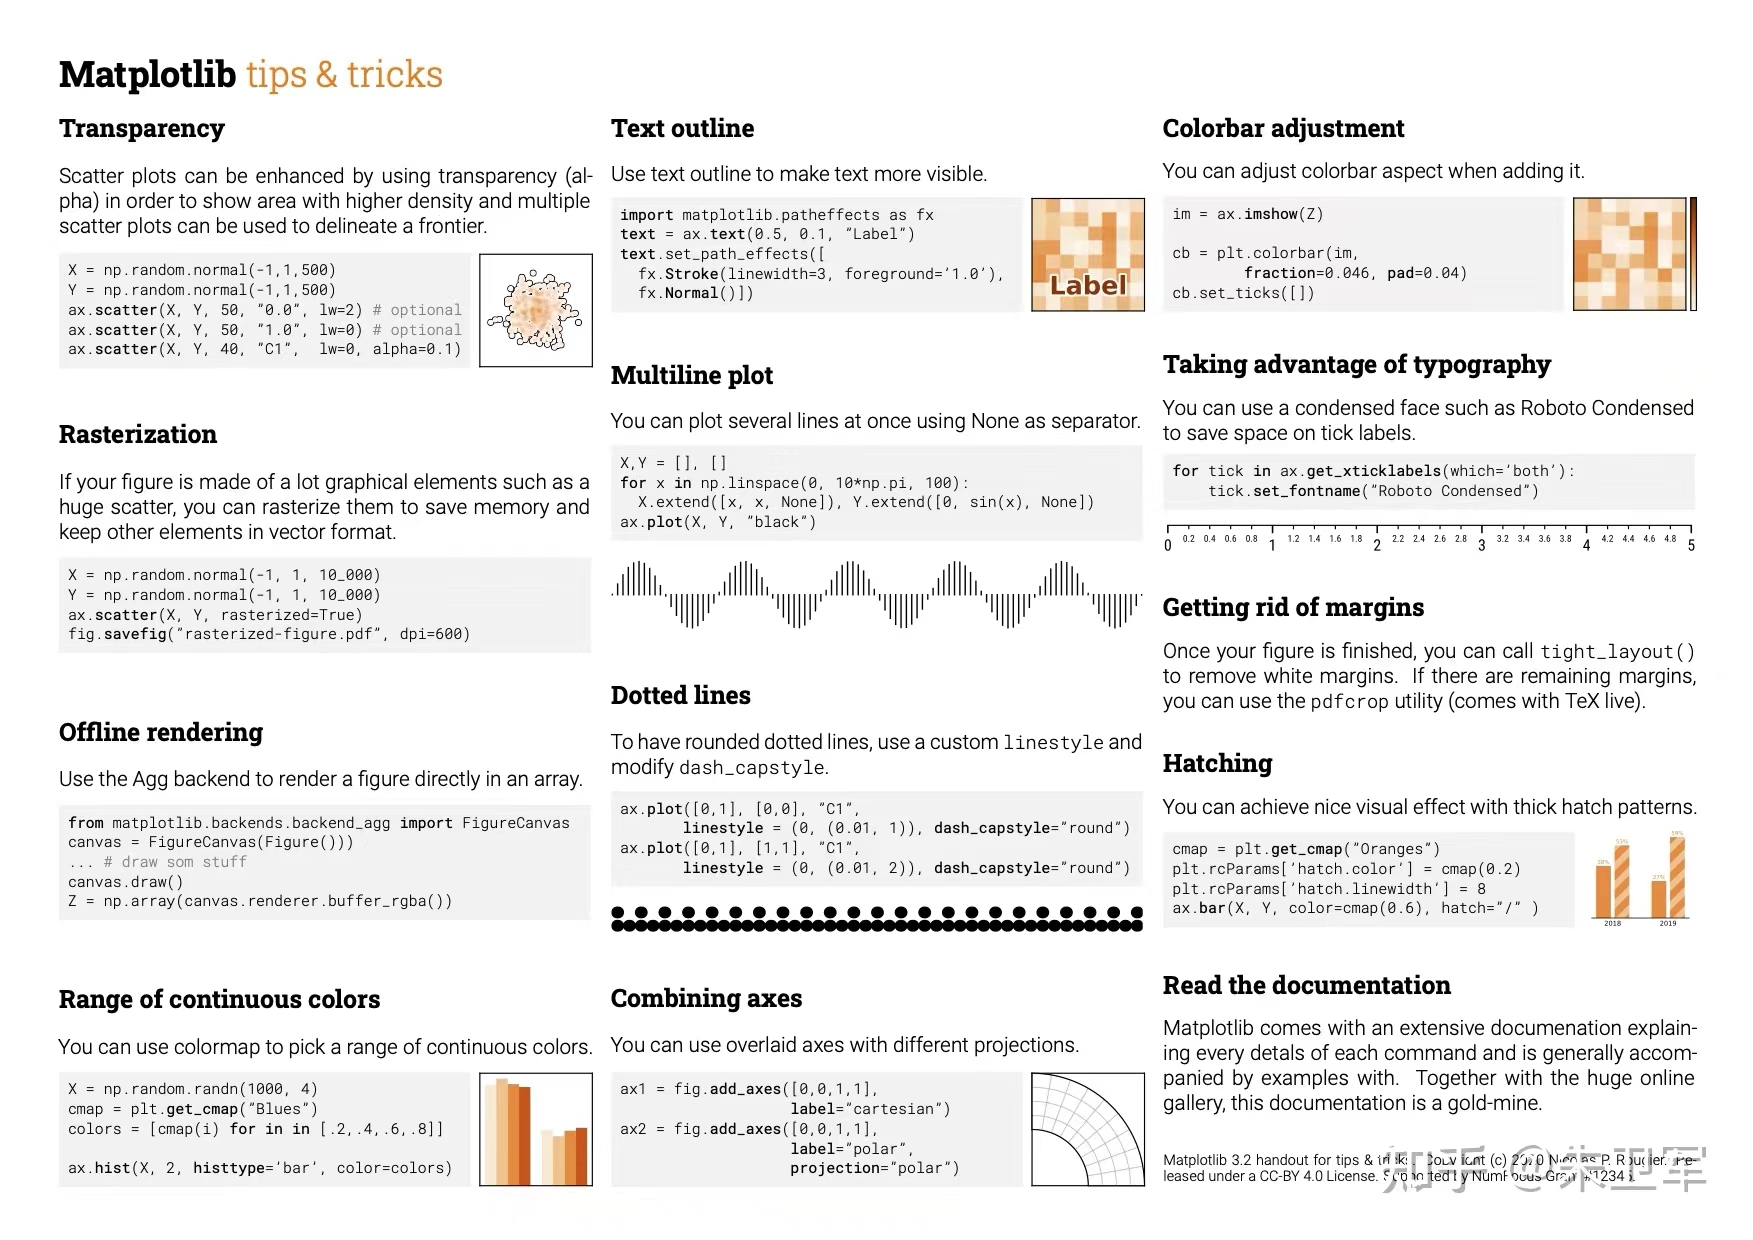 Matplotlib tips & tricks
Transparency
Scatter plots can be enhanced by using transparency (al-
pha) in order to show area with higher density and multiple
scatter plots can be used to delineate a frontier.
X = np.random.normal(-1,1,500)
Y = np.random.normal(-1,1,500)
ax.scatter(X, Y, 50, "0.0", lw=2) # optional
ax.scatter(X, Y, 50, "1.0", lw=0) # optional
ax.scatter(X, Y, 40, "C1",  lw=0, alpha=0.1)
Rasterization
If your figure is made of a lot graphical elements such as a
huge scatter, you can rasterize them to save memory and
keep other elements in vector format.
X = np.random.normal(-1, 1, 10_000)
Y = np.random.normal(-1, 1, 10_000)
ax.scatter(X, Y, rasterized=True)
fig.savefig("rasterized-figure.pdf", dpi=600)
Offline rendering
Use the Agg backend to render a figure directly in an array.
from matplotlib.backends.backend_agg import FigureCanvas
canvas = FigureCanvas(Figure()))
... # draw som stuff
canvas.draw()
Z = np.array(canvas.renderer.buffer_rgba())
Range of continuous colors
You can use colormap to pick a range of continuous colors.
X = np.random.randn(1000, 4)
cmap = plt.get_cmap("Blues")
colors = [cmap(i) for in in [.2,.4,.6,.8]]
ax.hist(X, 2, histtype='bar', color=colors)
Text outline
Use text outline to make text more visible.
import matplotlib.patheffects as fx
text = ax.text(0.5, 0.1, "Label")
text.set_path_effects([
  fx.Stroke(linewidth=3, foreground='1.0'),
  fx.Normal()])
Label
Multiline plot
You can plot several lines at once using None as separator.
X,Y = [], []
for x in np.linspace(0, 10*np.pi, 100):
  X.extend([x, x, None]), Y.extend([0, sin(x), None])
ax.plot(X, Y, "black")
Dotted lines
To have rounded dotted lines, use a custom linestyle and
modify dash_capstyle.
ax.plot([0,1], [0,0], "C1",
       linestyle = (0, (0.01, 1)), dash_capstyle="round")
ax.plot([0,1], [1,1], "C1",
       linestyle = (0, (0.01, 2)), dash_capstyle="round")
Combining axes
You can use overlaid axes with different projections.
ax1 = fig.add_axes([0,0,1,1],
                   label="cartesian")
ax2 = fig.add_axes([0,0,1,1],
                   label="polar",
                   projection="polar")
Colorbar adjustment
You can adjust colorbar aspect when adding it.
im = ax.imshow(Z)
cb = plt.colorbar(im,
        fraction=0.046, pad=0.04)
cb.set_ticks([])
Taking advantage of typography
You can use a condensed face such as Roboto Condensed
to save space on tick labels.
for tick in ax.get_xticklabels(which='both'):
    tick.set_fontname("Roboto Condensed")
0 0.2 0.4 0.6 0.8 1 1.2 1.4 1.6 1.8 2 2.2 2.4 2.6 2.8 3 3.2 3.4 3.6 3.8 4 4.2 4.4 4.6 4.8 5
Getting rid of margins
Once your figure is finished, you can call tight_layout()
to remove white margins. If there are remaining margins,
you can use the pdfcrop utility (comes with TeX live).
Hatching
You can achieve nice visual effect with thick hatch patterns.
cmap = plt.get_cmap("Oranges")
plt.rcParams['hatch.color'] = cmap(0.2)
plt.rcParams['hatch.linewidth'] = 8
ax.bar(X, Y, color=cmap(0.6), hatch="/" )
38% 53% 27% 59%
2018 2019
Read the documentation
Matplotlib comes with an extensive documenation explain-
ing every detals of each command and is generally accom-
panied by examples with. Together with the huge online
gallery, this documentation is a gold-mine.
Matplotlib 3.2 handout for tips & tricks. Copyright (c) 2020 Nicolas P. Rougier. Re-
leased under a CC-BY 4.0 License. Supported by NumFocus Grant #12345.
知乎 @朱卫军